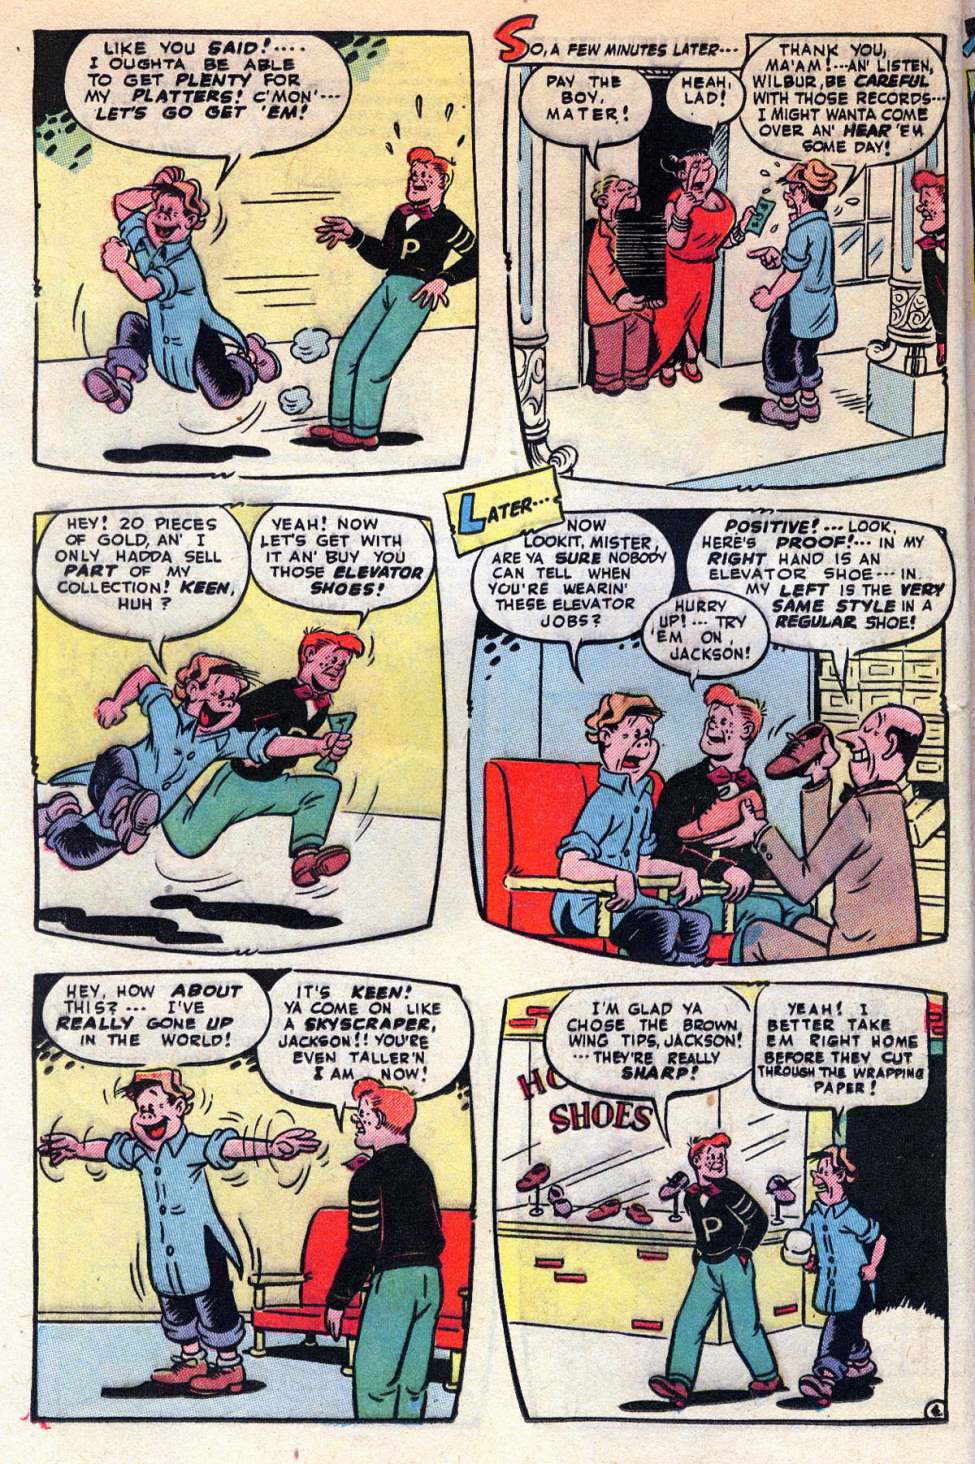 LIKE YOU SAID!....
I OUGHTA BE ABLE
TO GET PLENTY FOR
MY PLATTERS! C'MON'---
LET'S GO GET 'EM!
P
SO, A FEW MINUTES LATER---
PAY THE
BOY,
MATER!
HEAH,
LAD!
THANK YOU,
MA'AM!---AN' LISTEN,
WILBUR, BE CAREFUL
WITH THOSE RECORDS---
I MIGHT WANTA COME
OVER AN' HEAR 'EM
SOME DAY!
HEY! 20 PIECES
OF GOLD, AN' I
ONLY HADDA SELL
PART OF MY
COLLECTION! KEEN,
HUH?
YEAH! NOW
LET'S GET WITH
IT AN' BUY YOU
THOSE ELEVATOR
SHOES!
LATER---
NOW
LOOKIT, MISTER,
ARE YA SURE NOBODY
CAN TELL WHEN
YOU'RE WEARIN'
THESE ELEVATOR
JOBS?
HURRY
UP!--- TRY
'EM ON,
JACKSON!
POSITIVE!--- LOOK,
HERE'S PROOF!--- IN MY
RIGHT HAND IS AN
ELEVATOR SHOE---IN
MY LEFT IS THE VERY
SAME STYLE IN A
REGULAR SHOE!
HEY, HOW ABOUT
THIS?--- I'VE
REALLY GONE UP
IN THE WORLD!
IT'S KEEN!
YA COME ON LIKE
A SKYSCRAPER,
JACKSON!! YOU'RE
EVEN TALLER'N
I AM NOW!
I'M GLAD YA
CHOSE THE BROWN
WING TIPS, JACKSON!
---THEY'RE REALLY
SHARP!
YEAH! I
BETTER TAKE
EM RIGHT HOME
BEFORE THEY CUT
THROUGH THE WRAPPING
PAPER!
HO
SHOES
P
4